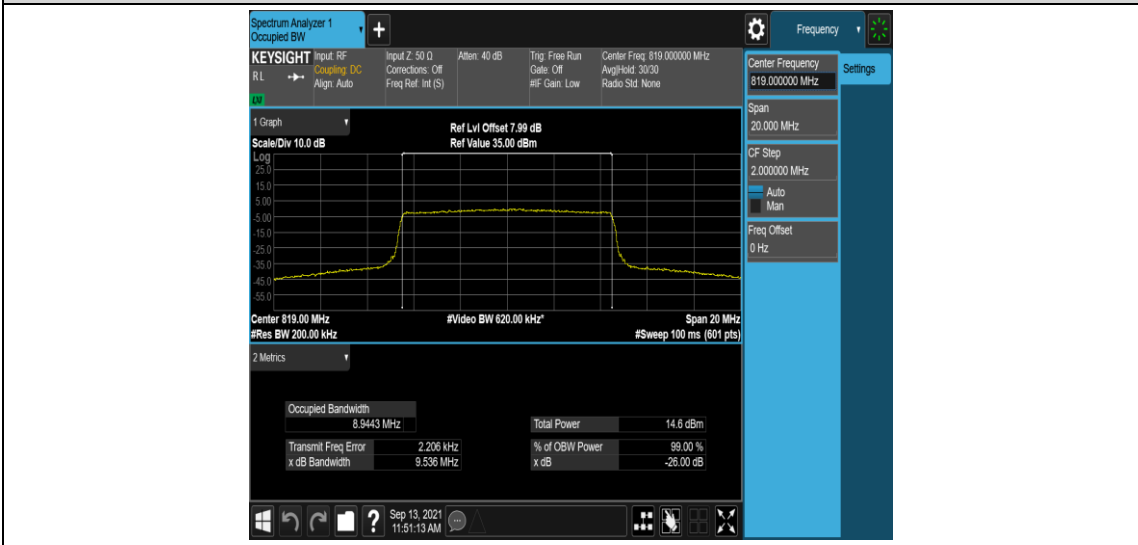 Spectrum Analyzer 1
Occupied BW
+
Frequency
KEYSIGHT
RL
LXI
Input: RF
Coupling: DC
Align: Auto
Input Z: 50 Ω
Corrections: Off
Freq Ref: Int (S)
Atten: 40 dB
Trig: Free Run
Gate: Off
#IF Gain: Low
Center Freq: 819.000000 MHz
Avg|Hold: 30/30
Radio Std: None
Center Frequency
819.000000 MHz
Settings
Span
20.000 MHz
CF Step
2.000000 MHz
Auto
Man
Freq Offset
0 Hz
1 Graph
Scale/Div 10.0 dB
Ref Lvl Offset 7.99 dB
Ref Value 35.00 dBm
Log
25.0
15.0
5.00
-5.00
-15.0
-25.0
-35.0
-45.0
-55.0
Center 819.00 MHz
#Video BW 620.00 kHz*
Span 20 MHz
#Res BW 200.00 kHz
#Sweep 100 ms (601 pts)
2 Metrics
Occupied Bandwidth
8.9443 MHz
Total Power 14.6 dBm
Transmit Freq Error 2.206 kHz
% of OBW Power 99.00 %
x dB Bandwidth 9.536 MHz
x dB -26.00 dB
?
Sep 13, 2021
11:51:13 AM